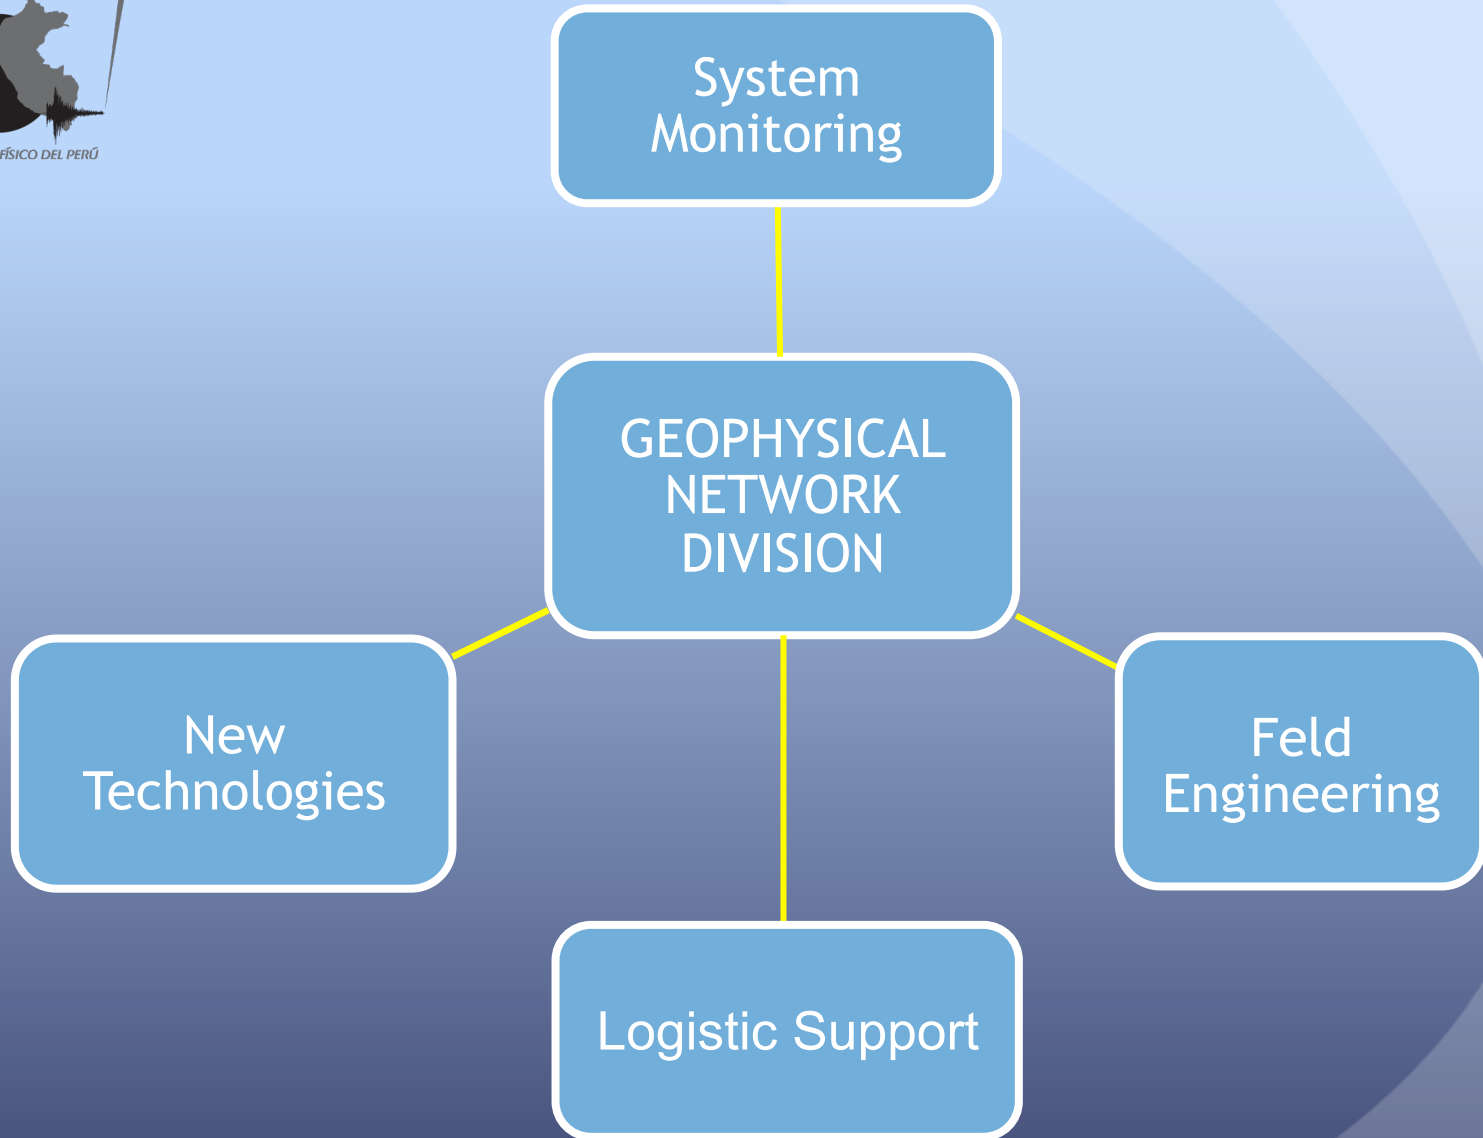 FÍSICO DEL PERÚ
System
Monitoring
GEOPHYSICAL
NETWORK
DIVISION
New
Technologies
Feld
Engineering
Logistic Support